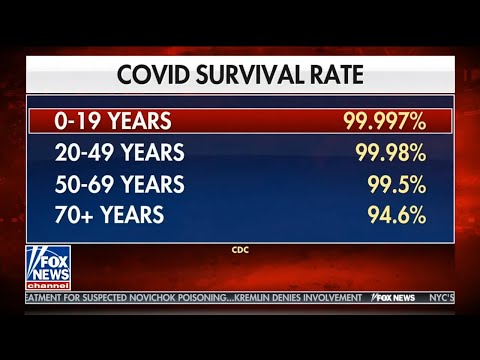 COVID SURVIVAL RATE
0-19 YEARS 99.997%
20-49 YEARS 99.98%
50-69 YEARS 99.5%
70+ YEARS 94.6%
CDC
FOX
NEWS
channel
EATMENT FOR SUSPECTED NOVICHOK POISONING...KREMLIN DENIES INVOLVEMENT FOX NEWS NYC'S